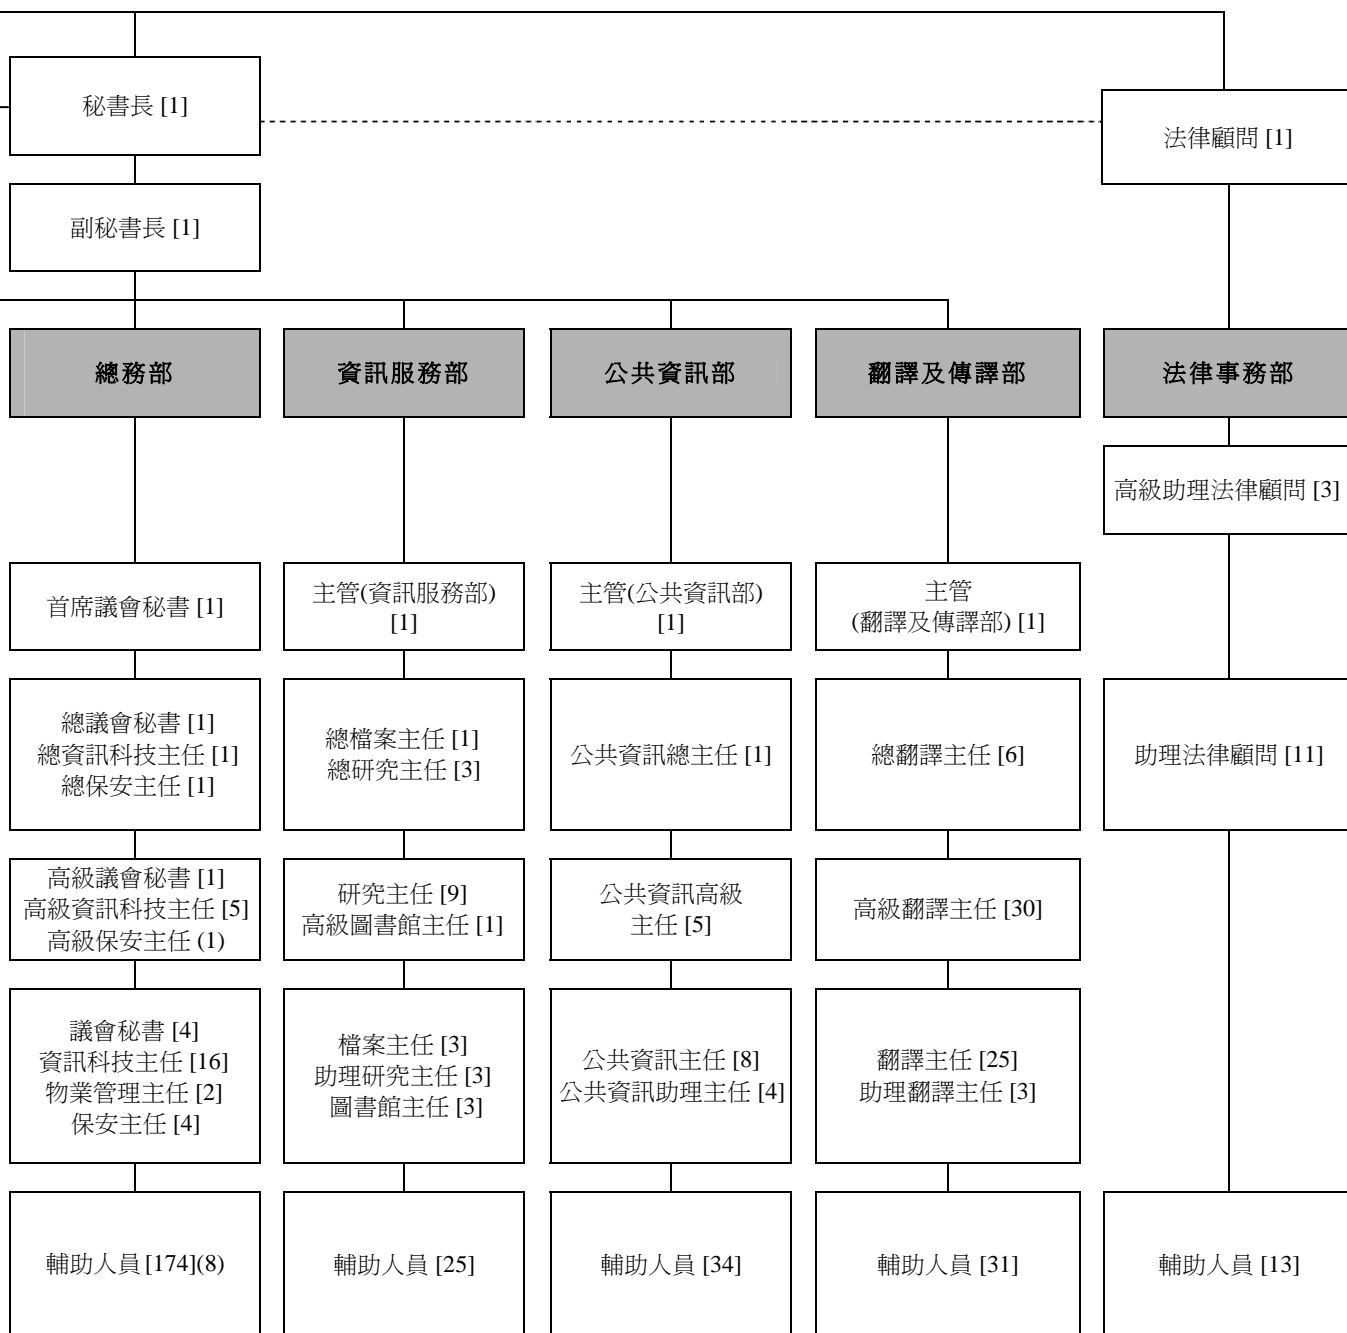 秘書長 [1]
法律顧問 [1]
副秘書長 [1]
總務部
資訊服務部
公共資訊部
翻譯及傳譯部
法律事務部
高級助理法律顧問 [3]
首席議會秘書 [1]
主管(資訊服務部)
[1]
主管(公共資訊部)
[1]
主管
(翻譯及傳譯部) [1]
總議會秘書 [1]
總資訊科技主任 [1]
總保安主任 [1]
總檔案主任 [1]
總研究主任 [3]
公共資訊總主任 [1]
總翻譯主任 [6]
助理法律顧問 [11]
高級議會秘書 [1]
高級資訊科技主任 [5]
高級保安主任 (1)
研究主任 [9]
高級圖書館主任 [1]
公共資訊高級
主任 [5]
高級翻譯主任 [30]
議會秘書 [4]
資訊科技主任 [16]
物業管理主任 [2]
保安主任 [4]
檔案主任 [3]
助理研究主任 [3]
圖書館主任 [3]
公共資訊主任 [8]
公共資訊助理主任 [4]
翻譯主任 [25]
助理翻譯主任 [3]
輔助人員 [174](8)
輔助人員 [25]
輔助人員 [34]
輔助人員 [31]
輔助人員 [13]